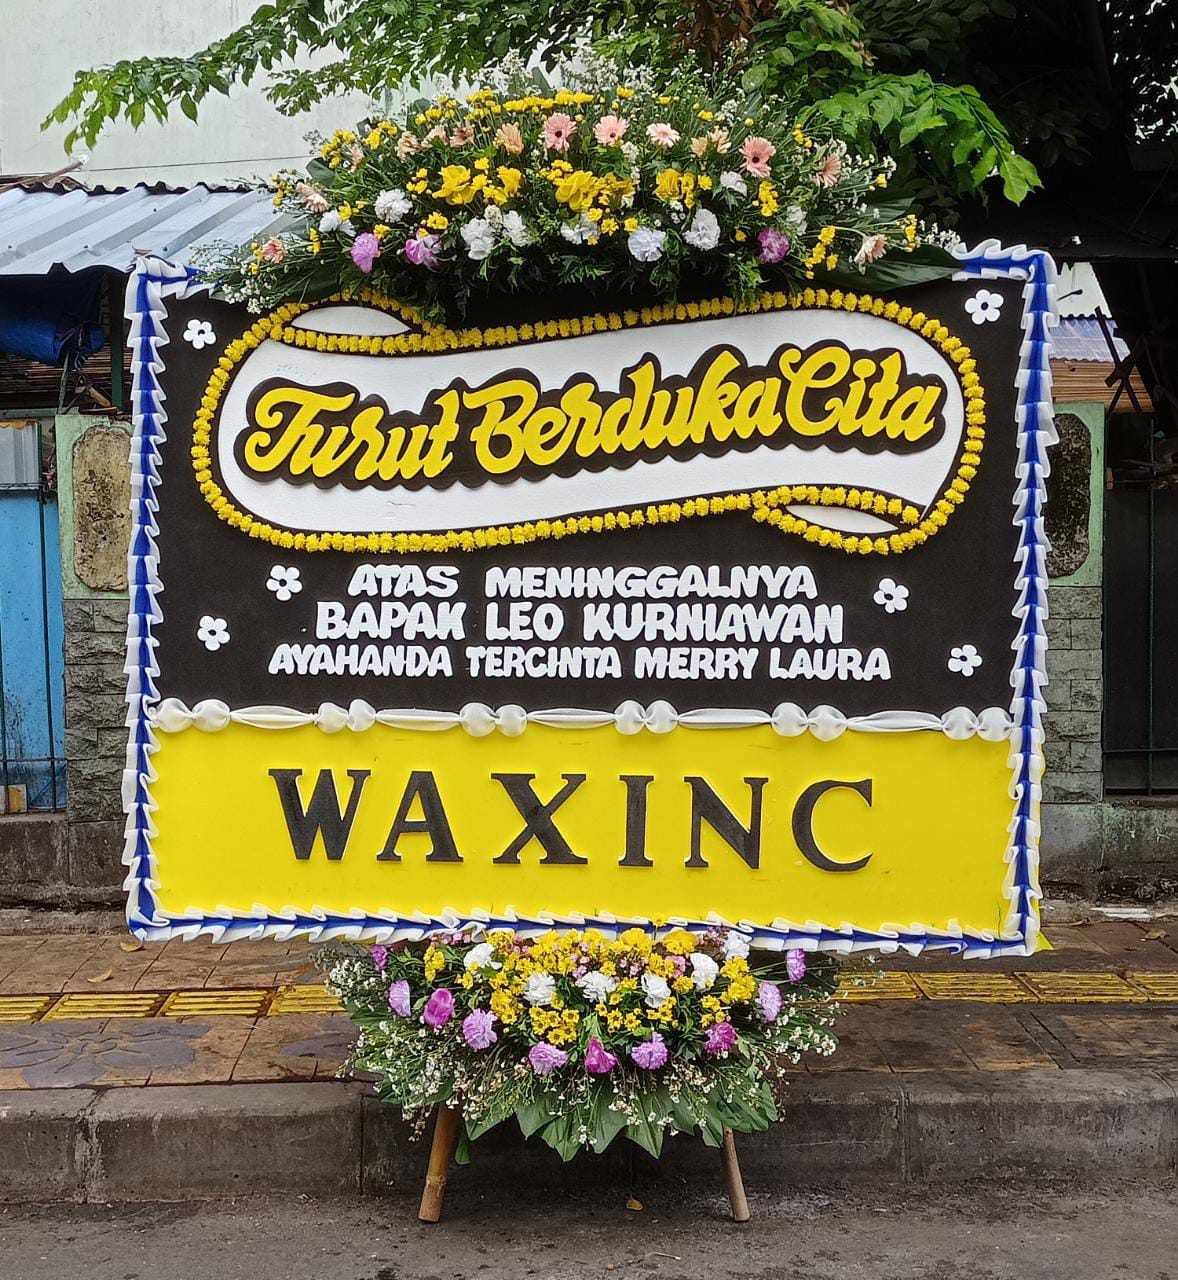 Turut Berduka Cita
ATAS MENINGGALNYA
BAPAK LEO KURNIAWAN
AYAHANDA TERCINTA MERRY LAURA
WAXINC